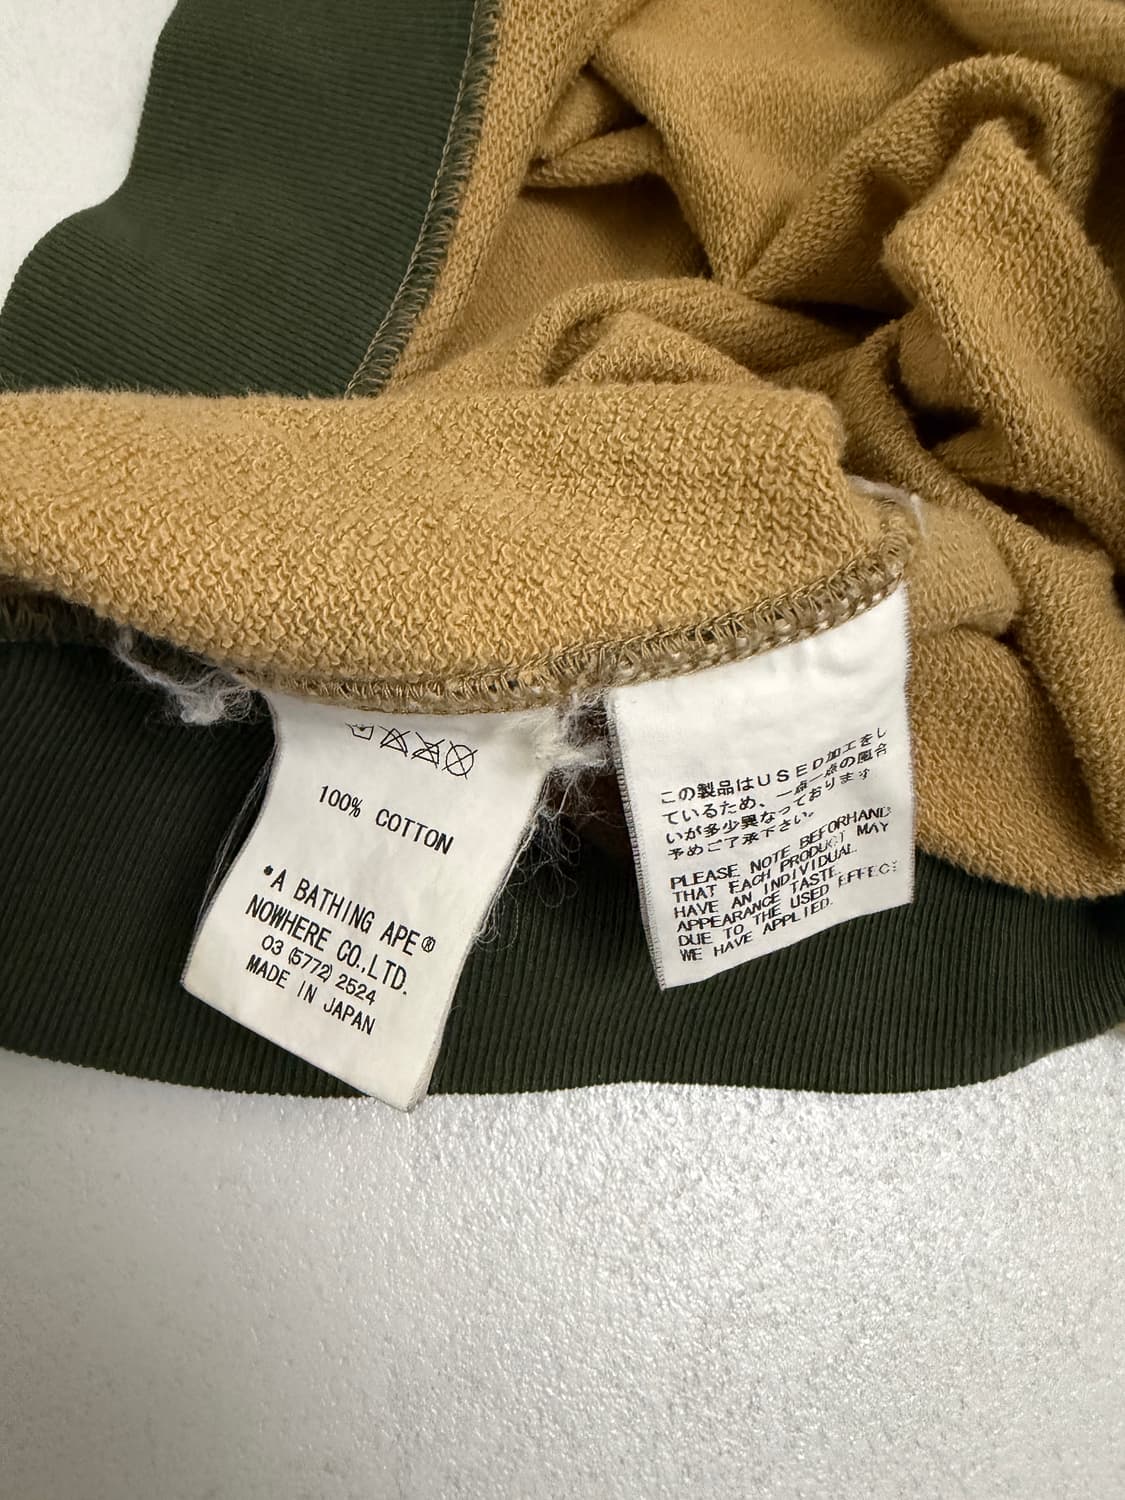 100% COTTON
*A BATHING APE®
NOWHERE CO.,LTD.
03 (5772) 2524
MADE IN JAPAN
この製品はUSED加工をし
ているため、一点一点の風合
いが多少異なっております
予めご了承下さい。
PLEASE NOTE BEFORHAND
THAT EACH PRODUCT MAY
HAVE AN INDIVIDUAL
APPEARANCE TASTE
DUE TO THE USED EFFECT
WE HAVE APPLIED.